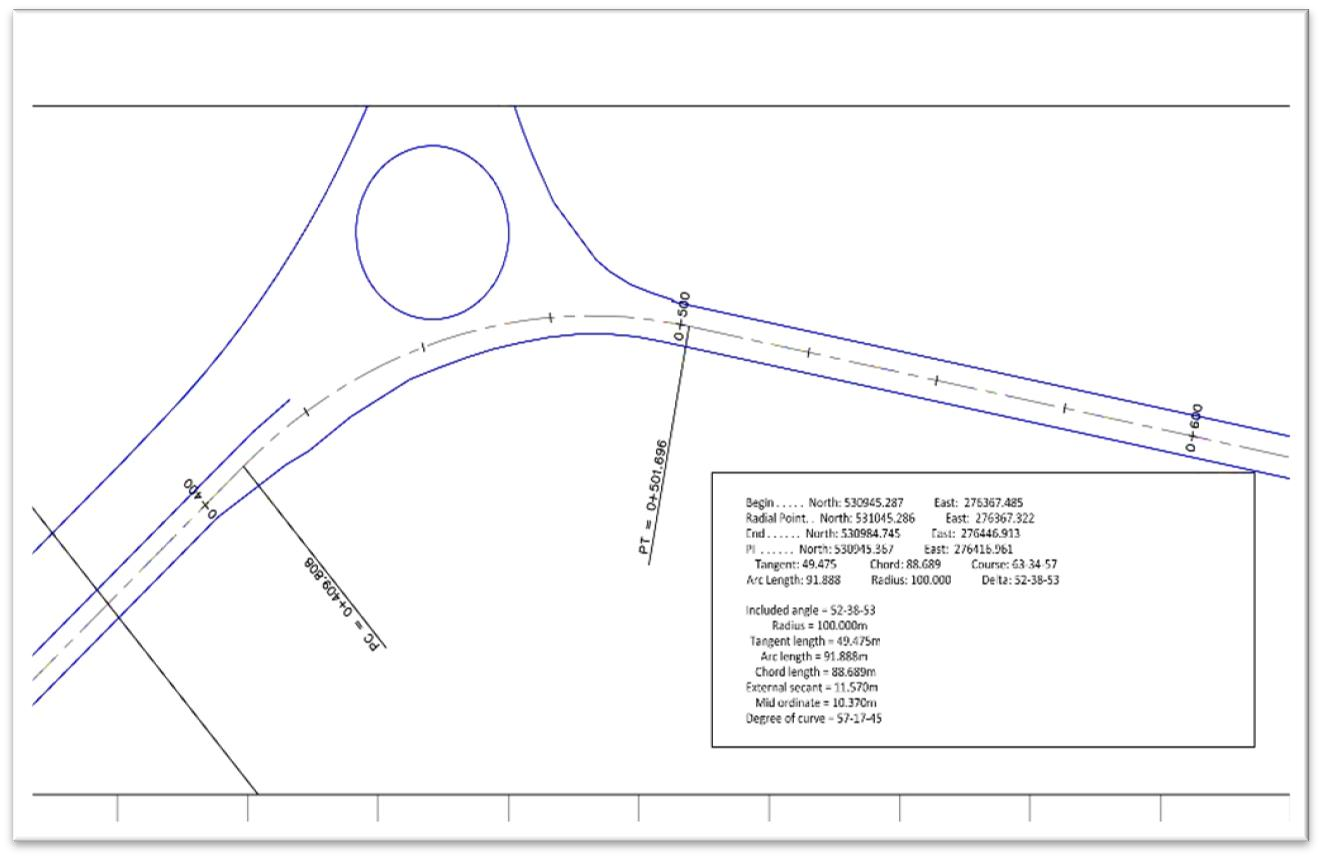 0+500
0+600
0+400
PT = 0+501.696
PC = 0+409.808
Begin . . . . . North: 530945.287 East: 276367.485
Radial Point. . North: 531045.286 East: 276367.322
End . . . . . . North: 530984.745 East: 276446.913
PI . . . . . . North: 530945.367 East: 276416.961
Tangent: 49.475 Chord: 88.689 Course: 63-34-57
Arc Length: 91.888 Radius: 100.000 Delta: 52-38-53
Included angle = 52-38-53
Radius = 100.000m
Tangent length = 49.475m
Arc length = 91.888m
Chord length = 88.689m
External secant = 11.570m
Mid ordinate = 10.370m
Degree of curve = 57-17-45